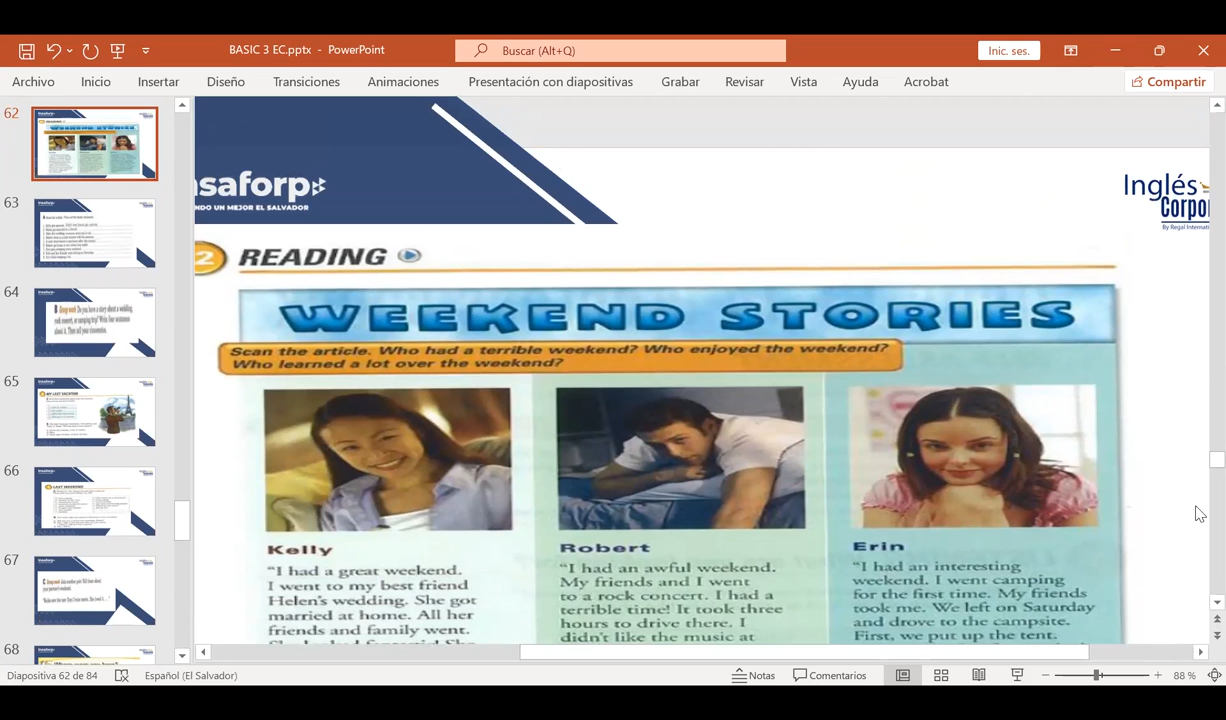 BASIC 3 EC.pptx - PowerPoint
Buscar (Alt+Q)
Inic. ses.
Archivo Inicio Insertar Diseño Transiciones Animaciones Presentación con diapositivas Grabar Revisar Vista Ayuda Acrobat Compartir
62
63
64
65
66
67
68
saforp
NDO UN MEJOR EL SALVADOR
Inglés
Corpor
By Regal Internati
2 READING
WEEKEND STORIES
Scan the article. Who had a terrible weekend? Who enjoyed the weekend?
Who learned a lot over the weekend?
Kelly
"I had a great weekend.
I went to my best friend
Helen's wedding. She got
married at home. All her
friends and family went.
Robert
"I had an awful weekend.
My friends and I went
to a rock concert. I had a
terrible time! It took three
hours to drive there. I
didn't like the music at
Erin
"I had an interesting
weekend. I went camping
for the first time. My friends
took me. We left on Saturday
and drove to the campsite.
First, we put up the tent.
Diapositiva 62 de 84 Español (El Salvador) Notas Comentarios 88 %